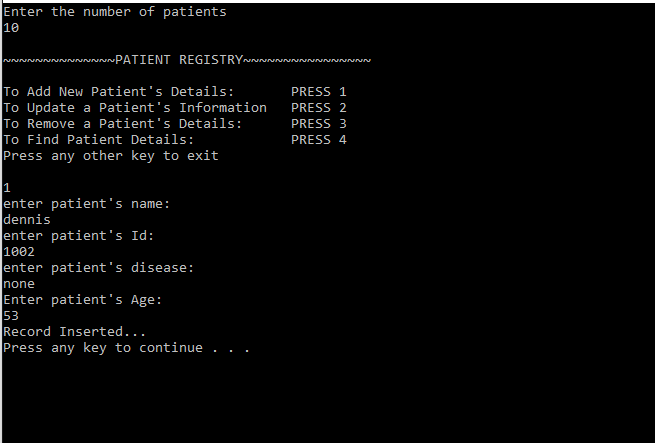 Enter the number of patients
10
~~~~~~~~~~~~~~PATIENT REGISTRY~~~~~~~~~~~~~~~~
To Add New Patient's Details:       PRESS 1
To Update a Patient's Information   PRESS 2
To Remove a Patient's Details:      PRESS 3
To Find Patient Details:            PRESS 4
Press any other key to exit
1
enter patient's name:
dennis
enter patient's Id:
1002
enter patient's disease:
none
Enter patient's Age:
53
Record Inserted...
Press any key to continue . . .